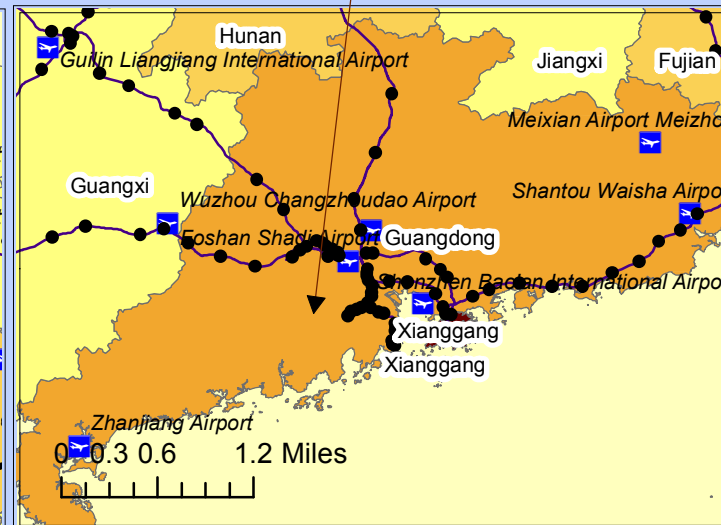 Hunan
Guilin Liangjiang International Airport
Jiangxi
Fujian
Meixian Airport Meizho
Guangxi
Wuzhou Changzhoudao Airport
Shantou Waisha Airpo
Foshan Shadi Airport
Guangdong
Shenzhen Baoan International Airpo
Xianggang
Xianggang
Zhanjiang Airport
0 0.3 0.6 1.2 Miles